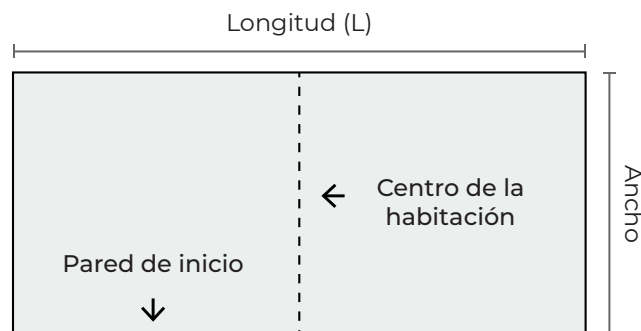 Longitud (L)
Centro de la
habitación
Ancho
Pared de inicio